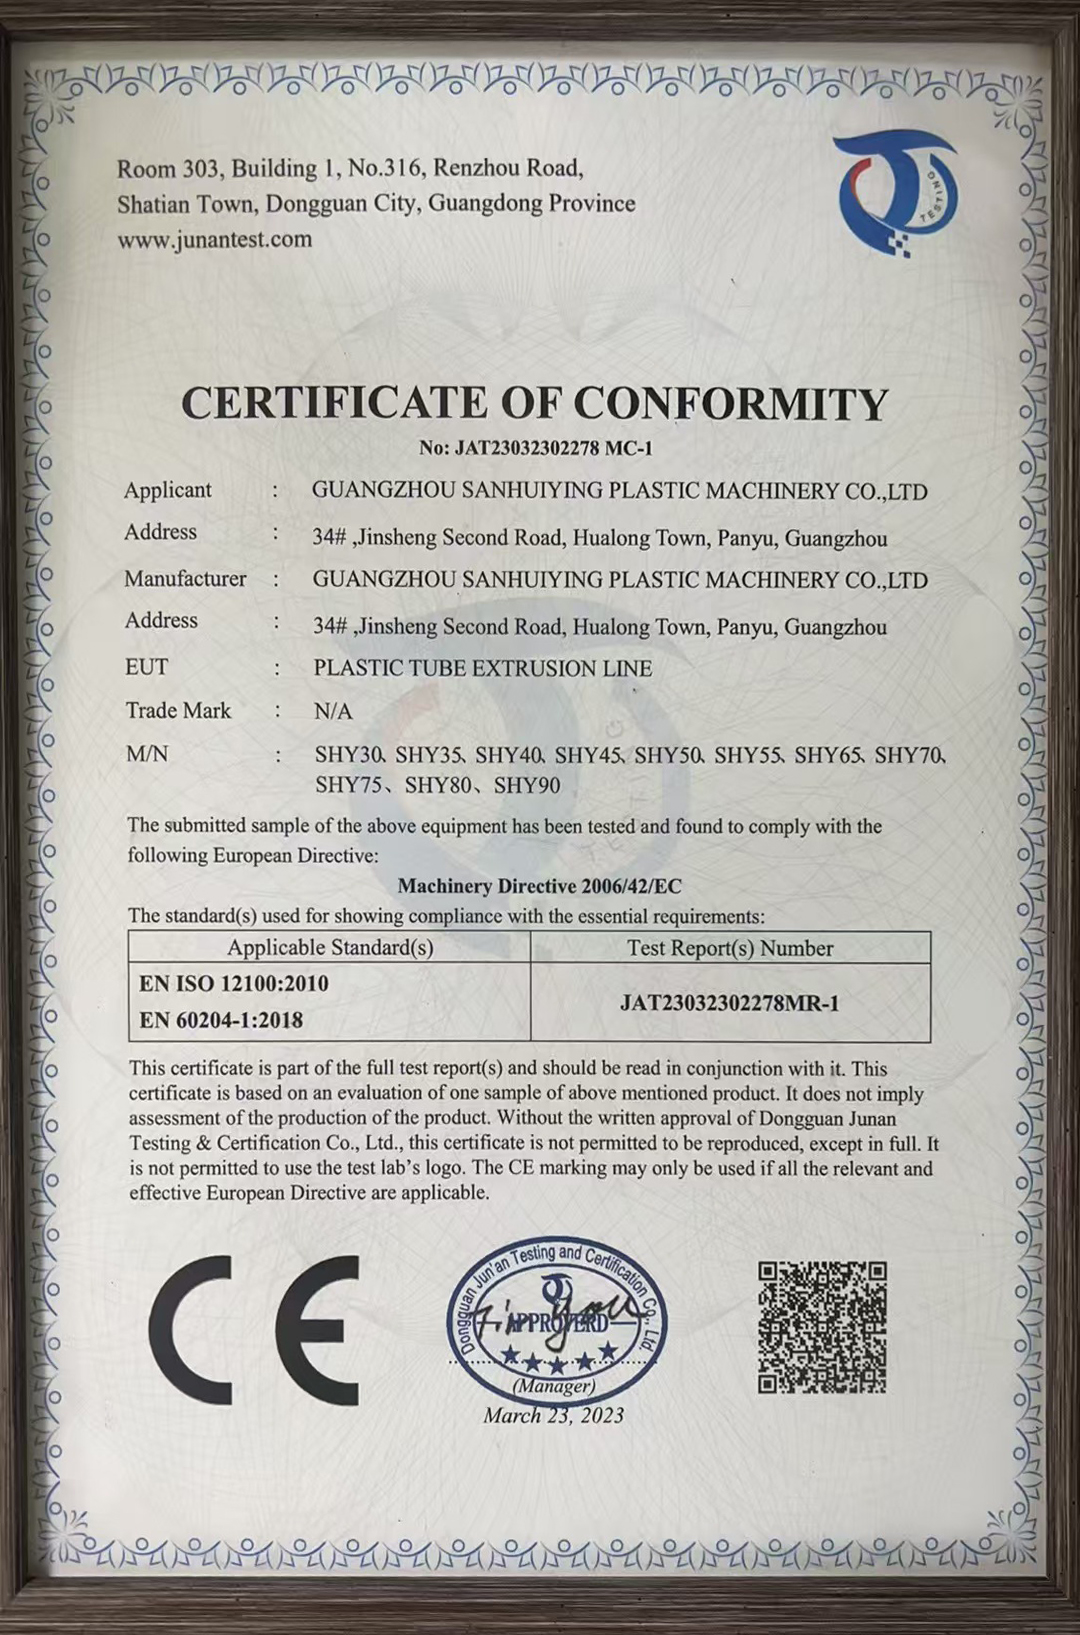 Room 303, Building 1, No.316, Renzhou Road,
Shatian Town, Dongguan City, Guangdong Province
www.junantest.com
TESTING
CERTIFICATE OF CONFORMITY
No: JAT23032302278 MC-1
Applicant : GUANGZHOU SANHUIYING PLASTIC MACHINERY CO.,LTD
Address : 34# ,Jinsheng Second Road, Hualong Town, Panyu, Guangzhou
Manufacturer : GUANGZHOU SANHUIYING PLASTIC MACHINERY CO.,LTD
Address : 34# ,Jinsheng Second Road, Hualong Town, Panyu, Guangzhou
EUT : PLASTIC TUBE EXTRUSION LINE
Trade Mark : N/A
M/N : SHY30、SHY35、SHY40、SHY45、SHY50、SHY55、SHY65、SHY70、
SHY75、SHY80、SHY90
The submitted sample of the above equipment has been tested and found to comply with the
following European Directive:
Machinery Directive 2006/42/EC
The standard(s) used for showing compliance with the essential requirements:
Applicable Standard(s) Test Report(s) Number
EN ISO 12100:2010
EN 60204-1:2018
JAT23032302278MR-1
This certificate is part of the full test report(s) and should be read in conjunction with it. This
certificate is based on an evaluation of one sample of above mentioned product. It does not imply
assessment of the production of the product. Without the written approval of Dongguan Junan
Testing & Certification Co., Ltd., this certificate is not permitted to be reproduced, except in full. It
is not permitted to use the test lab's logo. The CE marking may only be used if all the relevant and
effective European Directive are applicable.
CE
Dongguan Jun'an Testing and Certification Co., Ltd.
APPROVERD
(Manager)
March 23, 2023